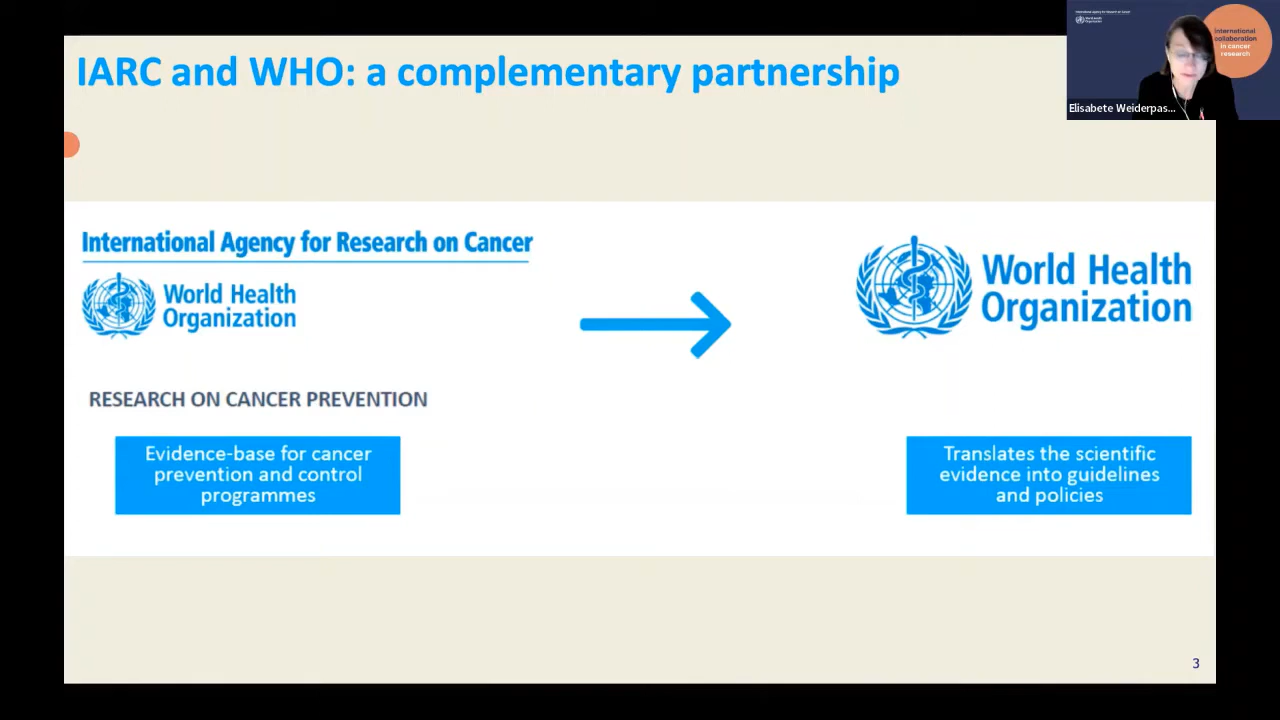 IARC and WHO: a complementary partnership
international
collaboration
in cancer
research
World Health
Elisabete Weiderpas...
International Agency for Research on Cancer
World Health
Organization
World Health
Organization
RESEARCH ON CANCER PREVENTION
Evidence-base for cancer
prevention and control
programmes
Translates the scientific
evidence into guidelines
and policies
3